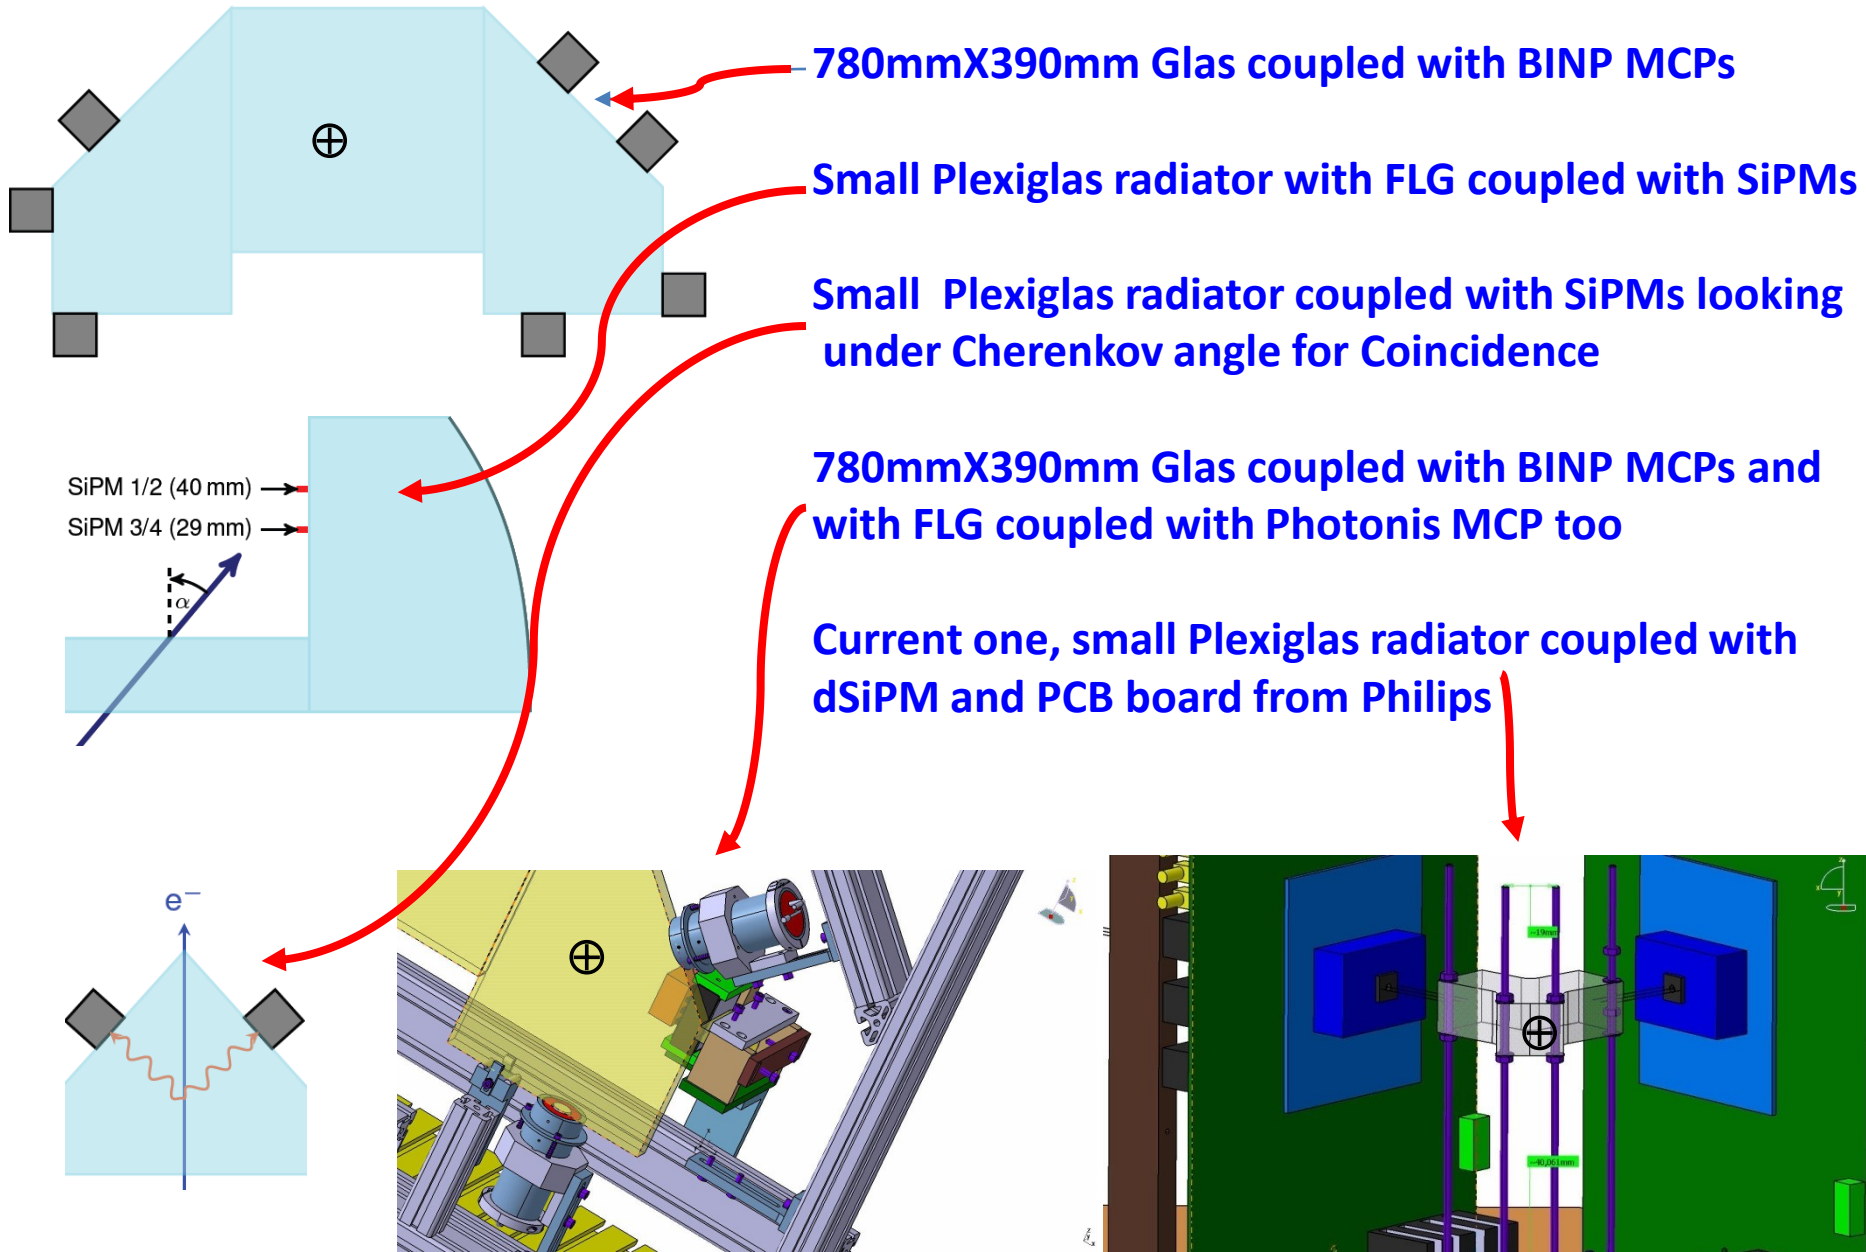 780mmX390mm Glas coupled with BINP MCPs
Small Plexiglas radiator with FLG coupled with SiPMs
Small Plexiglas radiator coupled with SiPMs looking
under Cherenkov angle for Coincidence
780mmX390mm Glas coupled with BINP MCPs and
with FLG coupled with Photonis MCP too
Current one, small Plexiglas radiator coupled with
dSiPM and PCB board from Philips
SiPM 1/2 (40 mm)
SiPM 3/4 (29 mm)
α
e⁻
~19mm
~40,061mm